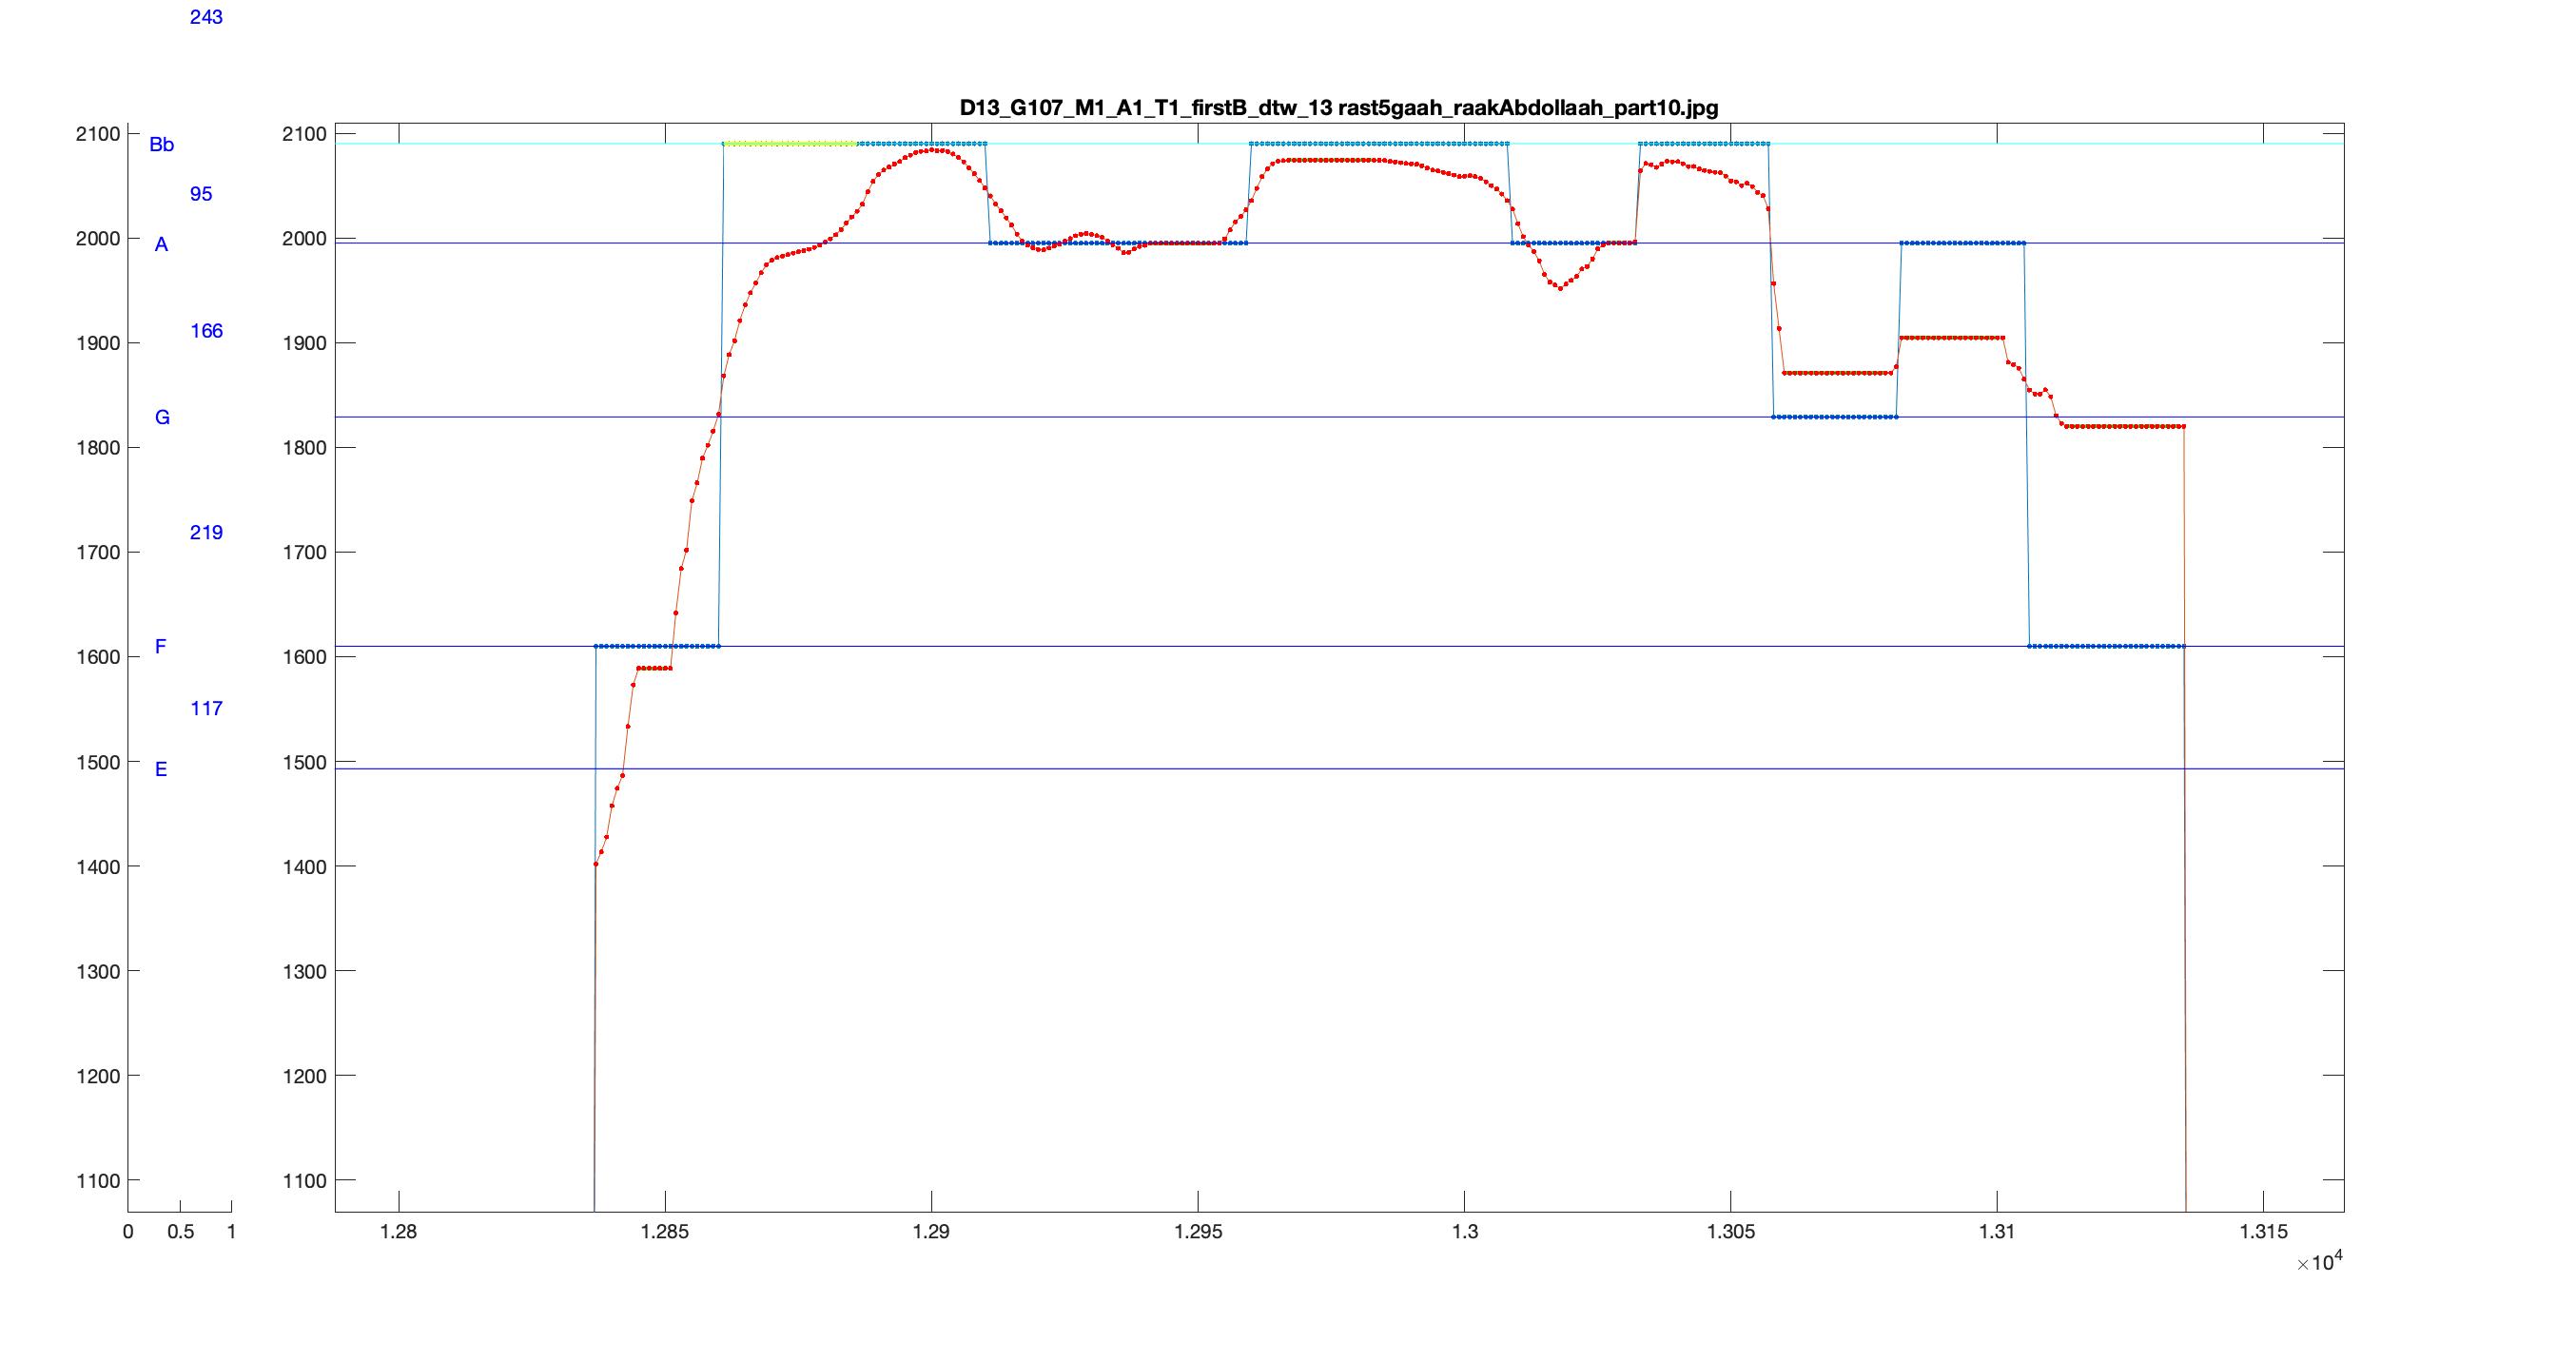 243
D13_G107_M1_A1_T1_firstB_dtw_13 rast5gaah_raakAbdollaah_part10.jpg
2100 Bb 2100
95
2000 A 2000
166
1900 1900
G
1800 1800
219
1700 1700
1600 F 1600
117
1500 E 1500
1400 1400
1300 1300
1200 1200
1100 1100
0 0.5 1 1.28 1.285 1.29 1.295 1.3 1.305 1.31 1.315
×10⁴